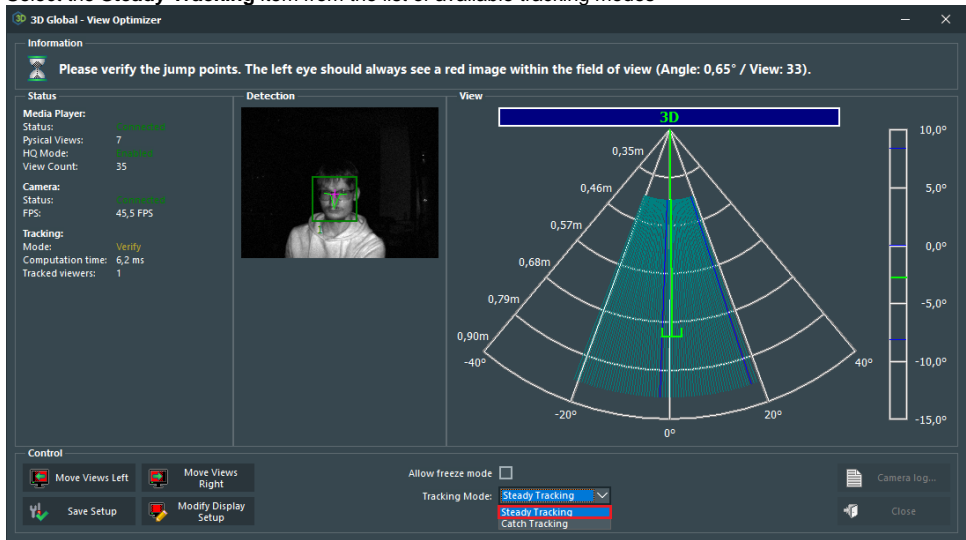 Select the Steady Tracking item from the list of available tracking modes
3D Global - View Optimizer
Information
Please verify the jump points. The left eye should always see a red image within the field of view (Angle: 0,65° / View: 33).
Status
Media Player:
Status: Connected
Pysical Views: 7
HQ Mode: Enabled
View Count: 35
Camera:
Status: Connected
FPS: 45,5 FPS
Tracking:
Mode: Verify
Computation time: 6,2 ms
Tracked viewers: 1
Detection
1
View
3D
0,35m
0,46m
0,57m
0,68m
0,79m
0,90m
-40°
-20°
0°
20°
40°
10,0°
5,0°
0,0°
-5,0°
-10,0°
-15,0°
Control
Move Views Left
Move Views
Right
Save Setup
Modify Display
Setup
Allow freeze mode
Tracking Mode: Steady Tracking
Steady Tracking
Catch Tracking
Camera log...
Close